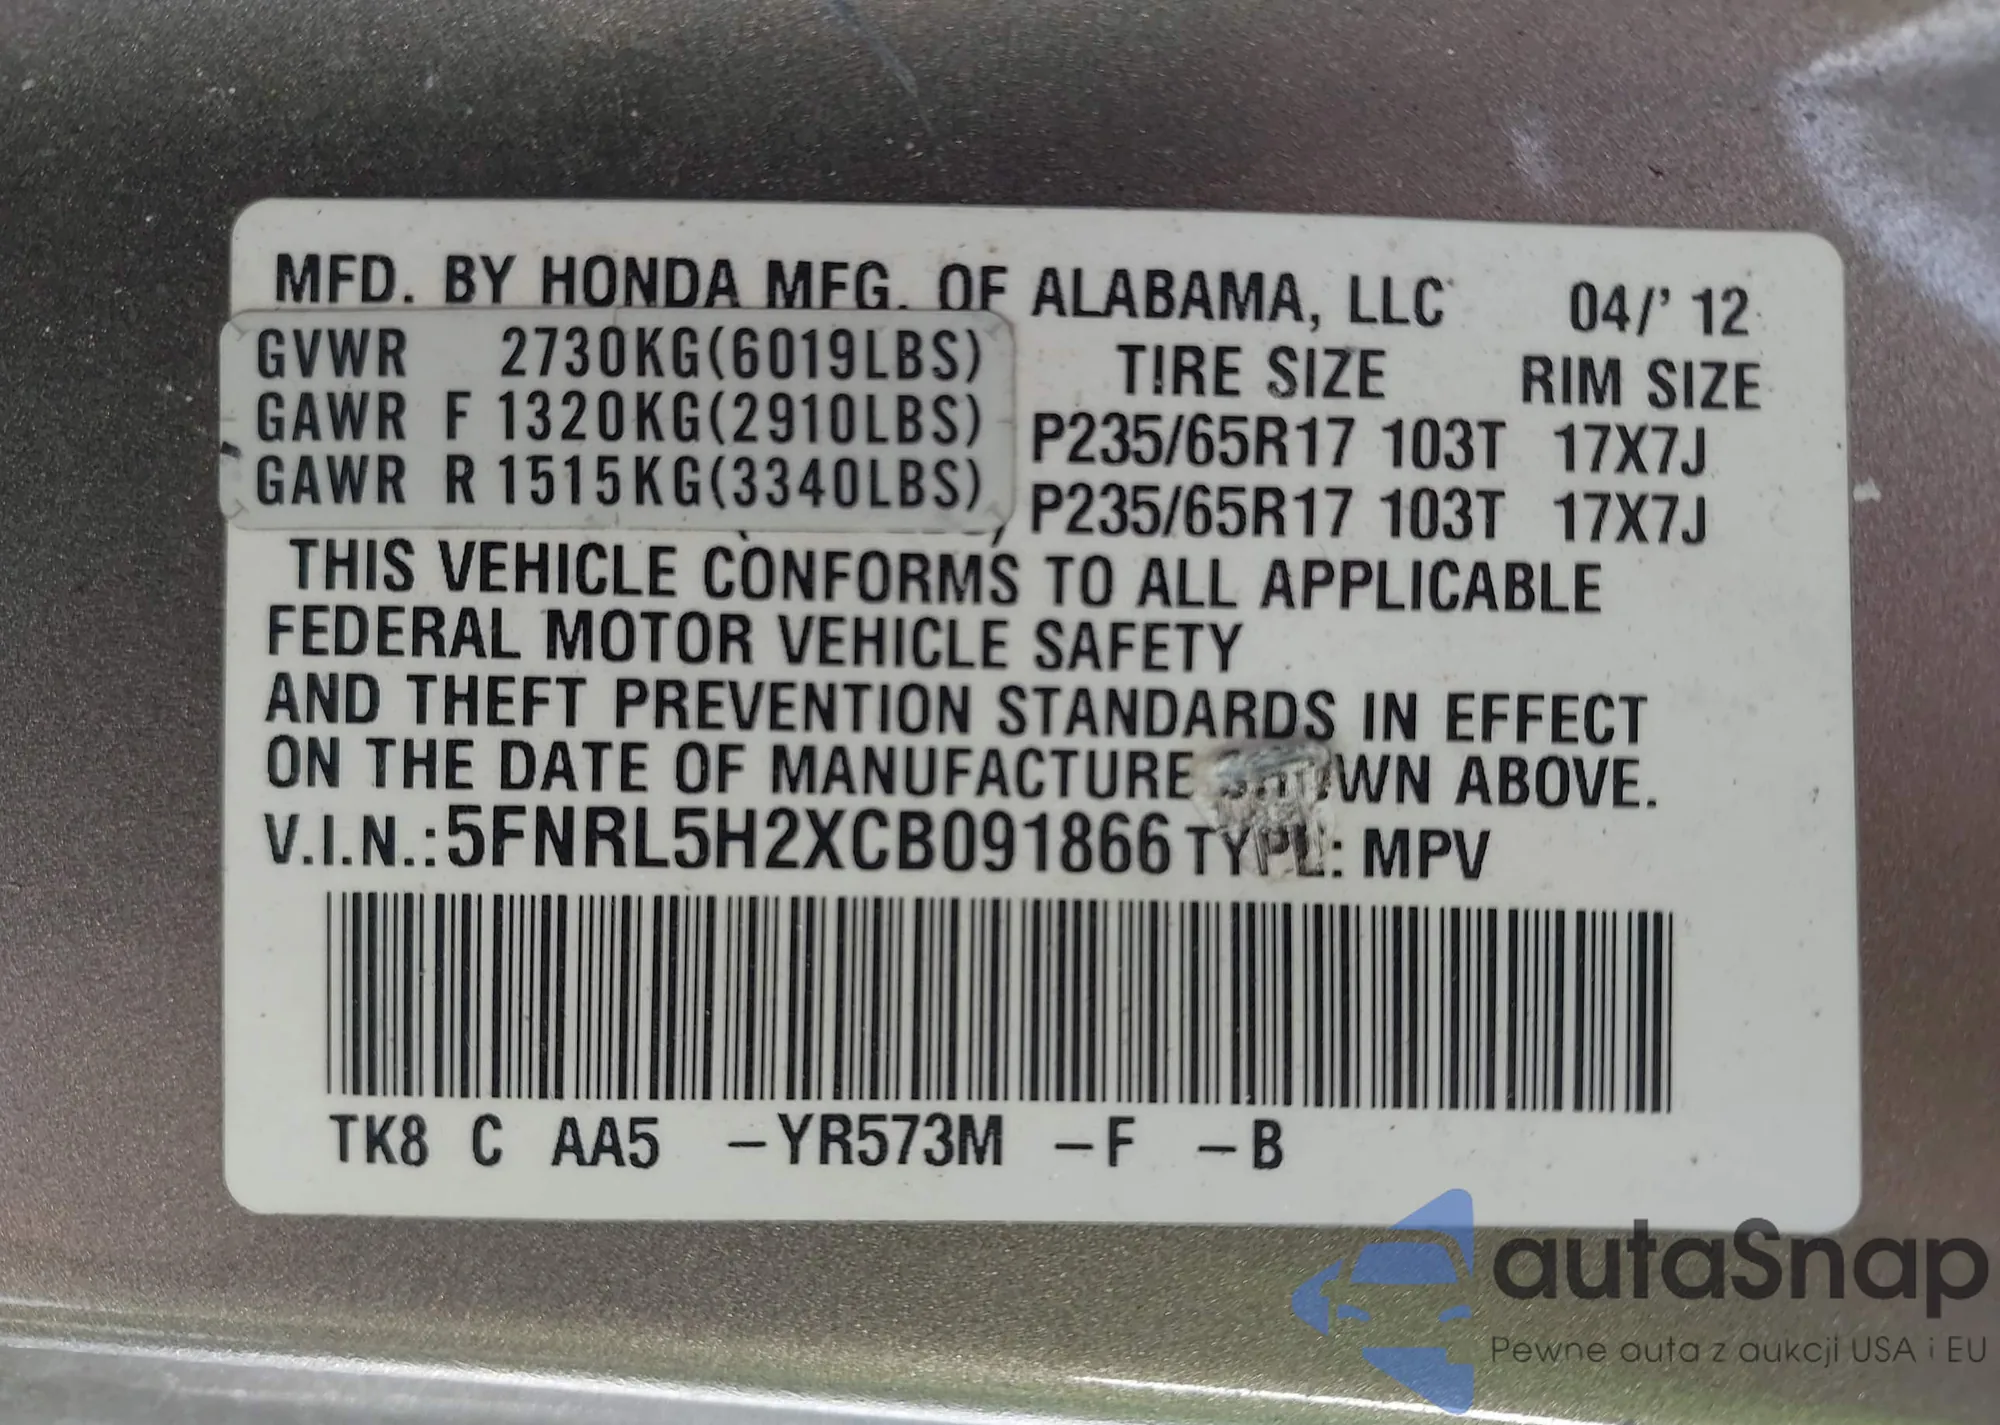 MFD. BY HONDA MFG. OF ALABAMA, LLC 04/' 12
GVWR 2730KG(6019LBS) TIRE SIZE RIM SIZE
GAWR F 1320KG(2910LBS) P235/65R17 103T 17X7J
GAWR R 1515KG(3340LBS) P235/65R17 103T 17X7J
THIS VEHICLE CONFORMS TO ALL APPLICABLE
FEDERAL MOTOR VEHICLE SAFETY
AND THEFT PREVENTION STANDARDS IN EFFECT
ON THE DATE OF MANUFACTURE SHOWN ABOVE.
V.I.N.:5FNRL5H2XCB091866 TYPE: MPV
TK8 C AA5 –YR573M –F –B
autaSnap
Pewne auta z aukcji USA i EU